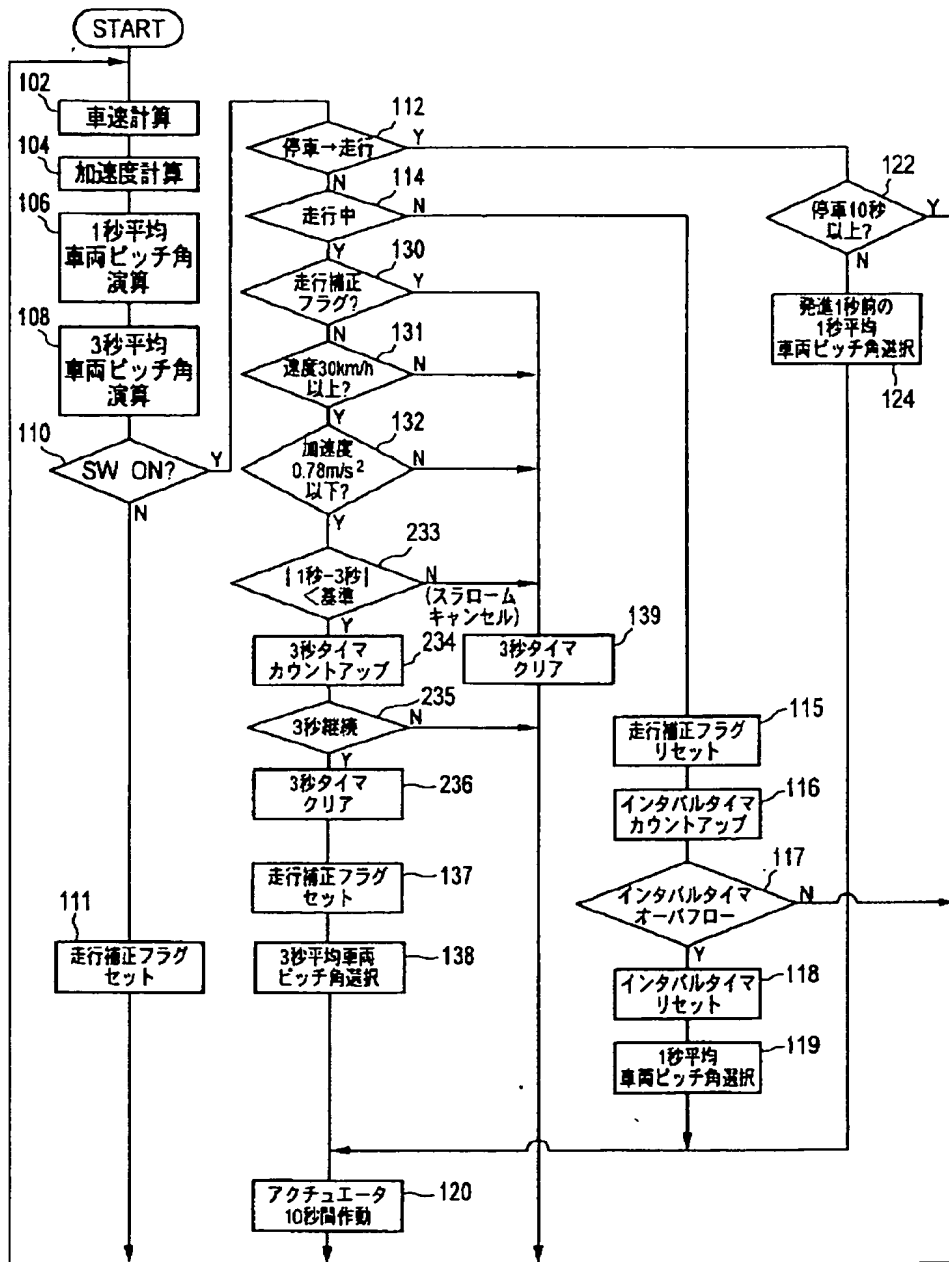 START
102
車速計算
104
加速度計算
106
1秒平均
車両ピッチ角
演算
108
3秒平均
車両ピッチ角
演算
110
SW ON?
Y
N
111
走行補正フラグ
セット
112
停車→走行
Y
N
114
走行中
N
Y
130
走行補正
フラグ?
Y
N
131
速度30km/h
以上?
N
Y
132
加速度
0.78m/s²
以下?
N
Y
233
|1秒-3秒|
<基準
N
(スラローム
キャンセル)
Y
234
3秒タイマ
カウントアップ
235
3秒継続
N
Y
236
3秒タイマ
クリア
137
走行補正フラグ
セット
138
3秒平均車両
ピッチ角選択
139
3秒タイマ
クリア
115
走行補正フラグ
リセット
116
インタバルタイマ
カウントアップ
117
インタバルタイマ
オーバフロー
N
Y
118
インタバルタイマ
リセット
119
1秒平均
車両ピッチ角選択
122
停車10秒
以上?
Y
N
発進1秒前の
1秒平均
車両ピッチ角選択
124
アクチュエータ
10秒間作動
120